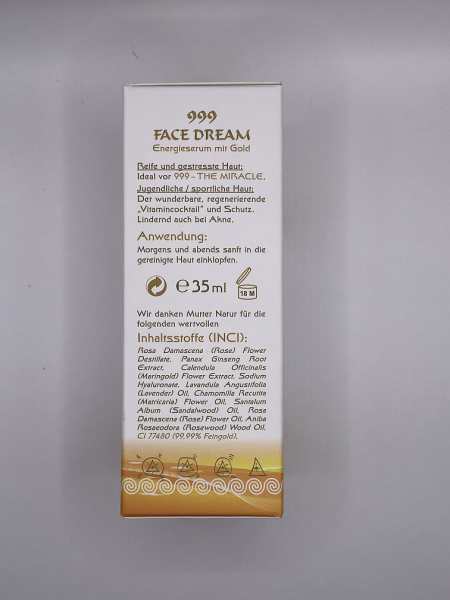 999
FACE DREAM
Energieserum mit Gold
Reife und gestresste Haut:
Ideal vor 999 – THE MIRACLE.
Jugendliche / sportliche Haut:
Der wunderbare, regenerierende
„Vitamincocktail“ und Schutz.
Lindernd auch bei Akne.
Anwendung:
Morgens und abends sanft in die
gereinigte Haut einklopfen.
℮35ml
18 M
Wir danken Mutter Natur für die
folgenden wertvollen
Inhaltsstoffe (INCI):
Rosa Damascena (Rose) Flower
Destillate, Panax Ginseng Root
Extract, Calendula Officinalis
(Maringold) Flower Extract, Sodium
Hyaluronate, Lavandula Angustifolia
(Lavender) Oil, Chamomilla Recutita
(Matricaria) Flower Oil, Santalum
Album (Sandalwood) Oil, Rosa
Damascena (Rose) Flower Oil, Aniba
Rosaeodora (Rosewood) Wood Oil,
CI 77480 (99,99% Feingold).